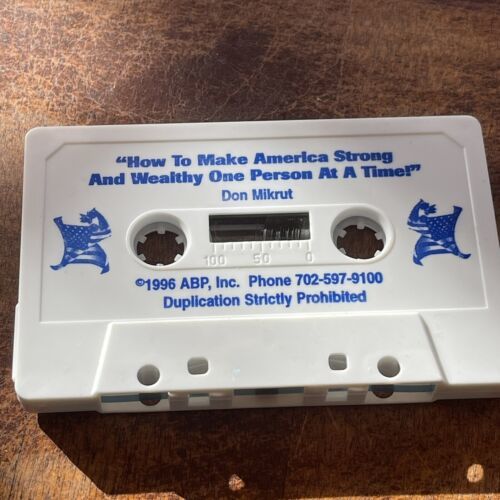 “How To Make America Strong
And Wealthy One Person At A Time!”
Don Mikrut
100 50 0
©1996 ABP, Inc. Phone 702-597-9100
Duplication Strictly Prohibited